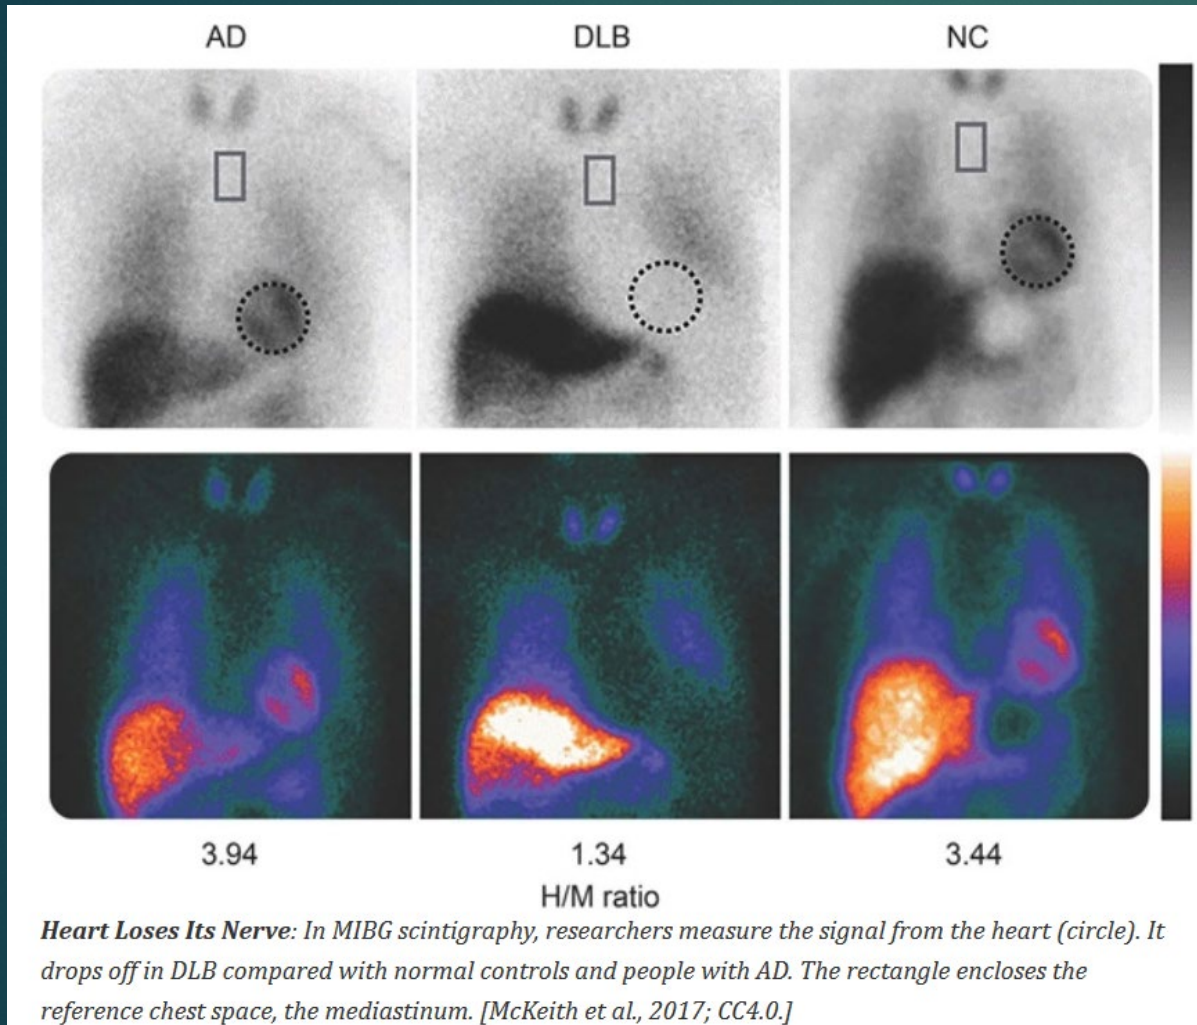 AD DLB NC
3.94 1.34 3.44
H/M ratio
Heart Loses Its Nerve: In MIBG scintigraphy, researchers measure the signal from the heart (circle). It
drops off in DLB compared with normal controls and people with AD. The rectangle encloses the
reference chest space, the mediastinum. [McKeith et al., 2017; CC4.0.]